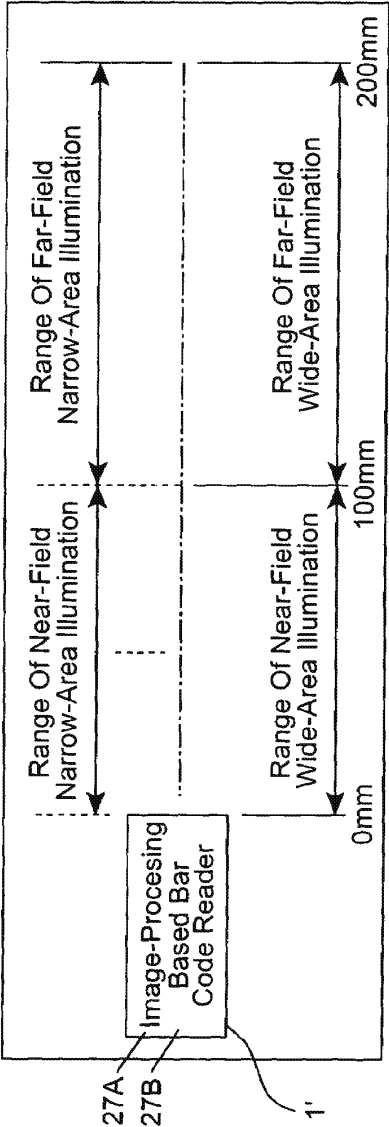 Range Of Near-Field
Narrow-Area Illumination
Range Of Far-Field
Narrow-Area Illumination
27A
27B
Image-Procesing
Based Bar
Code Reader
1'
Range Of Near-Field
Wide-Area Illumination
Range Of Far-Field
Wide-Area Illumination
0mm
100mm
200mm